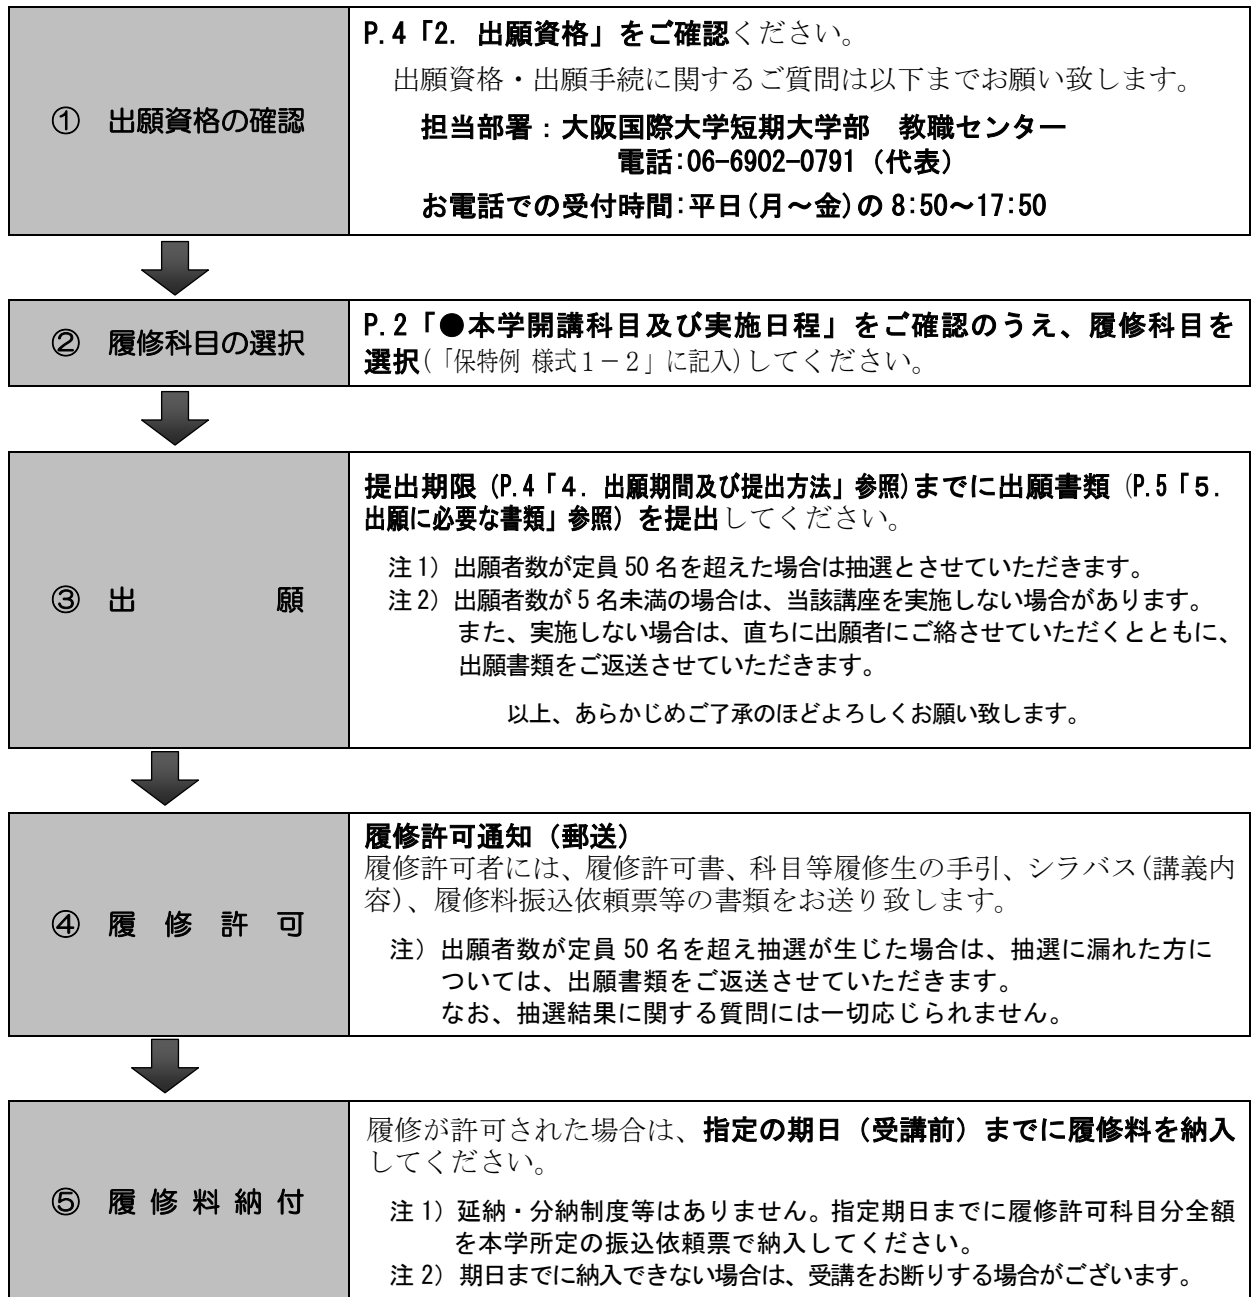 ① 出願資格の確認
P.4「2. 出願資格」をご確認ください。
出願資格・出願手続に関するご質問は以下までお願い致します。
担当部署：大阪国際大学短期大学部 教職センター
電話：06-6902-0791（代表）
お電話での受付時間：平日(月～金)の 8:50～17:50
② 履修科目の選択
P.2「●本学開講科目及び実施日程」をご確認のうえ、履修科目を
選択(「保特例 様式１－２」に記入)してください。
③ 出 願
提出期限（P.4「４．出願期間及び提出方法」参照)までに出願書類（P.5「５．
出願に必要な書類」参照）を提出してください。
注 1）出願者数が定員 50 名を超えた場合は抽選とさせていただきます。
注 2）出願者数が 5 名未満の場合は、当該講座を実施しない場合があります。
また、実施しない場合は、直ちに出願者にご絡させていただくとともに、
出願書類をご返送させていただきます。
以上、あらかじめご了承のほどよろしくお願い致します。
④ 履 修 許 可
履修許可通知（郵送）
履修許可者には、履修許可書、科目等履修生の手引、シラバス(講義内
容)、履修料振込依頼票等の書類をお送り致します。
注）出願者数が定員 50 名を超え抽選が生じた場合は、抽選に漏れた方に
ついては、出願書類をご返送させていただきます。
なお、抽選結果に関する質問には一切応じられません。
⑤ 履 修 料 納 付
履修が許可された場合は、指定の期日（受講前）までに履修料を納入
してください。
注 1）延納・分納制度等はありません。指定期日までに履修許可科目分全額
を本学所定の振込依頼票で納入してください。
注 2）期日までに納入できない場合は、受講をお断りする場合がございます。